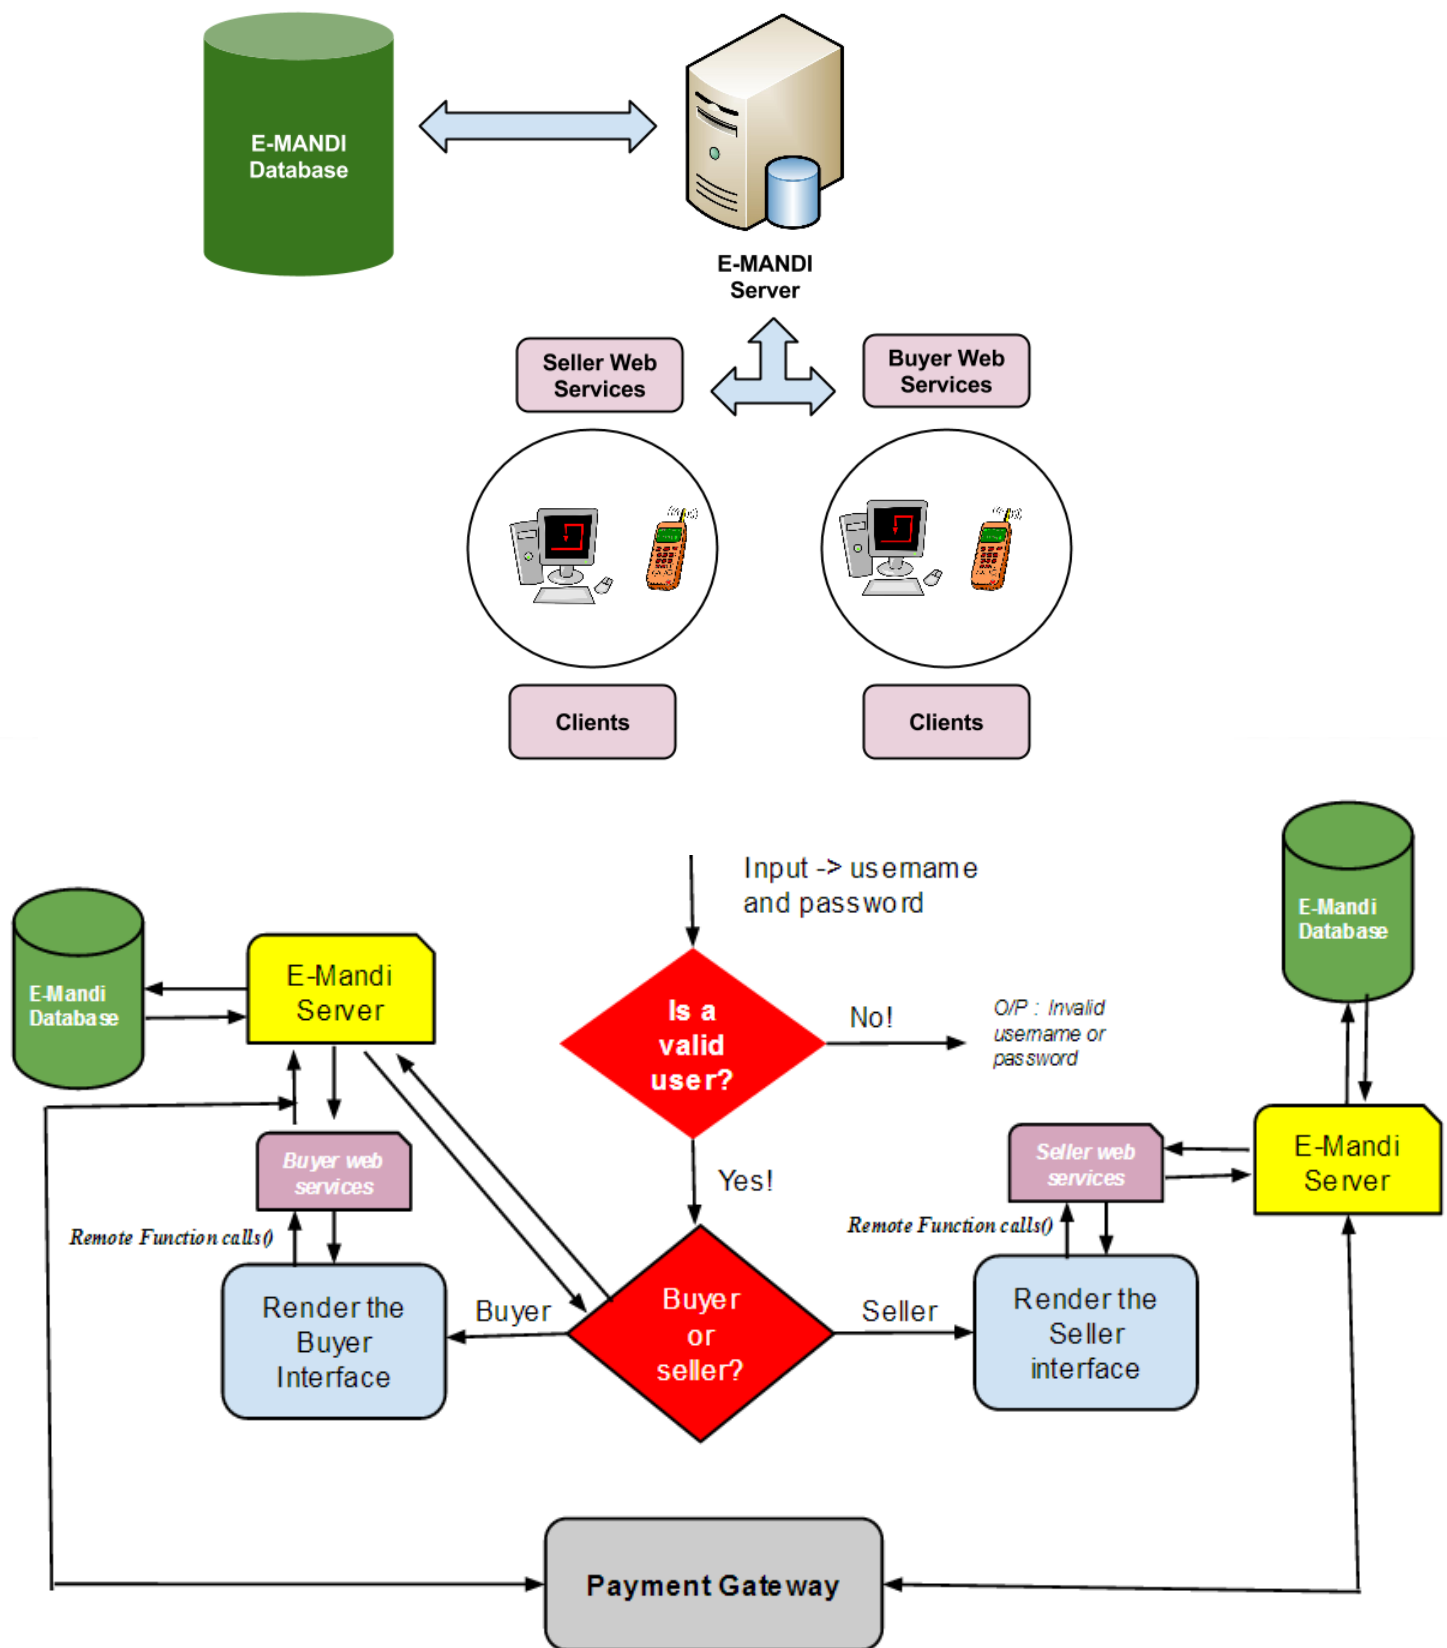 E-MANDI
Database
E-MANDI
Server
Seller Web
Services
Buyer Web
Services
Clients
Clients
Input -> username
and password
E-Mandi
Database
E-Mandi
Server
E-Mandi
Database
Is a
valid
user?
No!
O/P : Invalid
username or
password
Yes!
Buyer web
services
Seller web
services
E-Mandi
Server
Remote Function calls()
Remote Function calls()
Render the
Buyer
Interface
Buyer
Buyer
or
seller?
Seller
Render the
Seller
interface
Payment Gateway